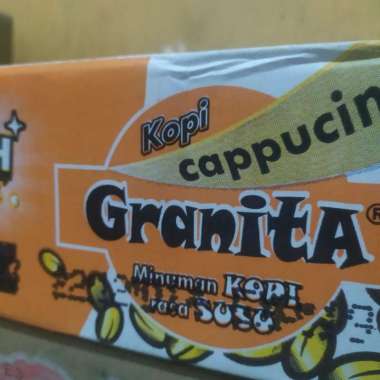 Kopi
cappucin
GranitA®
Minuman KOPI
rasa SUSU